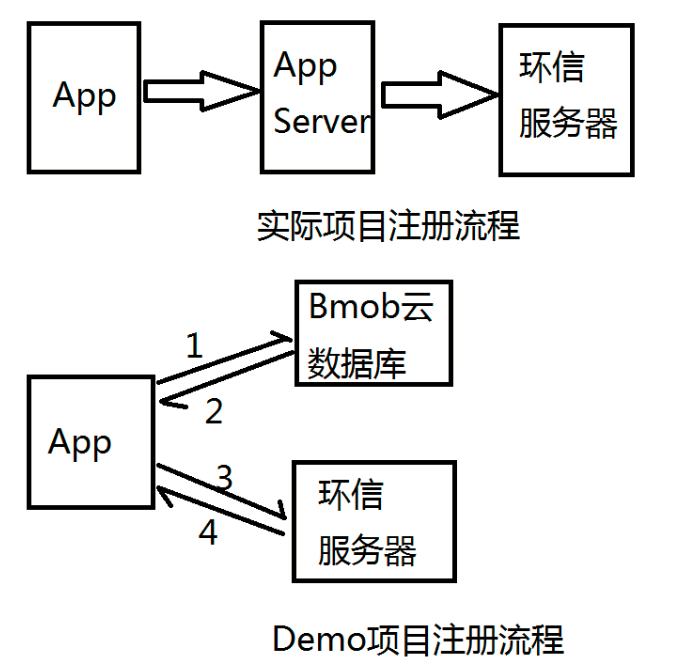 App
App
Server
环信
服务器
实际项目注册流程
Bmob云
数据库
1
2
App
3
4
环信
服务器
Demo项目注册流程